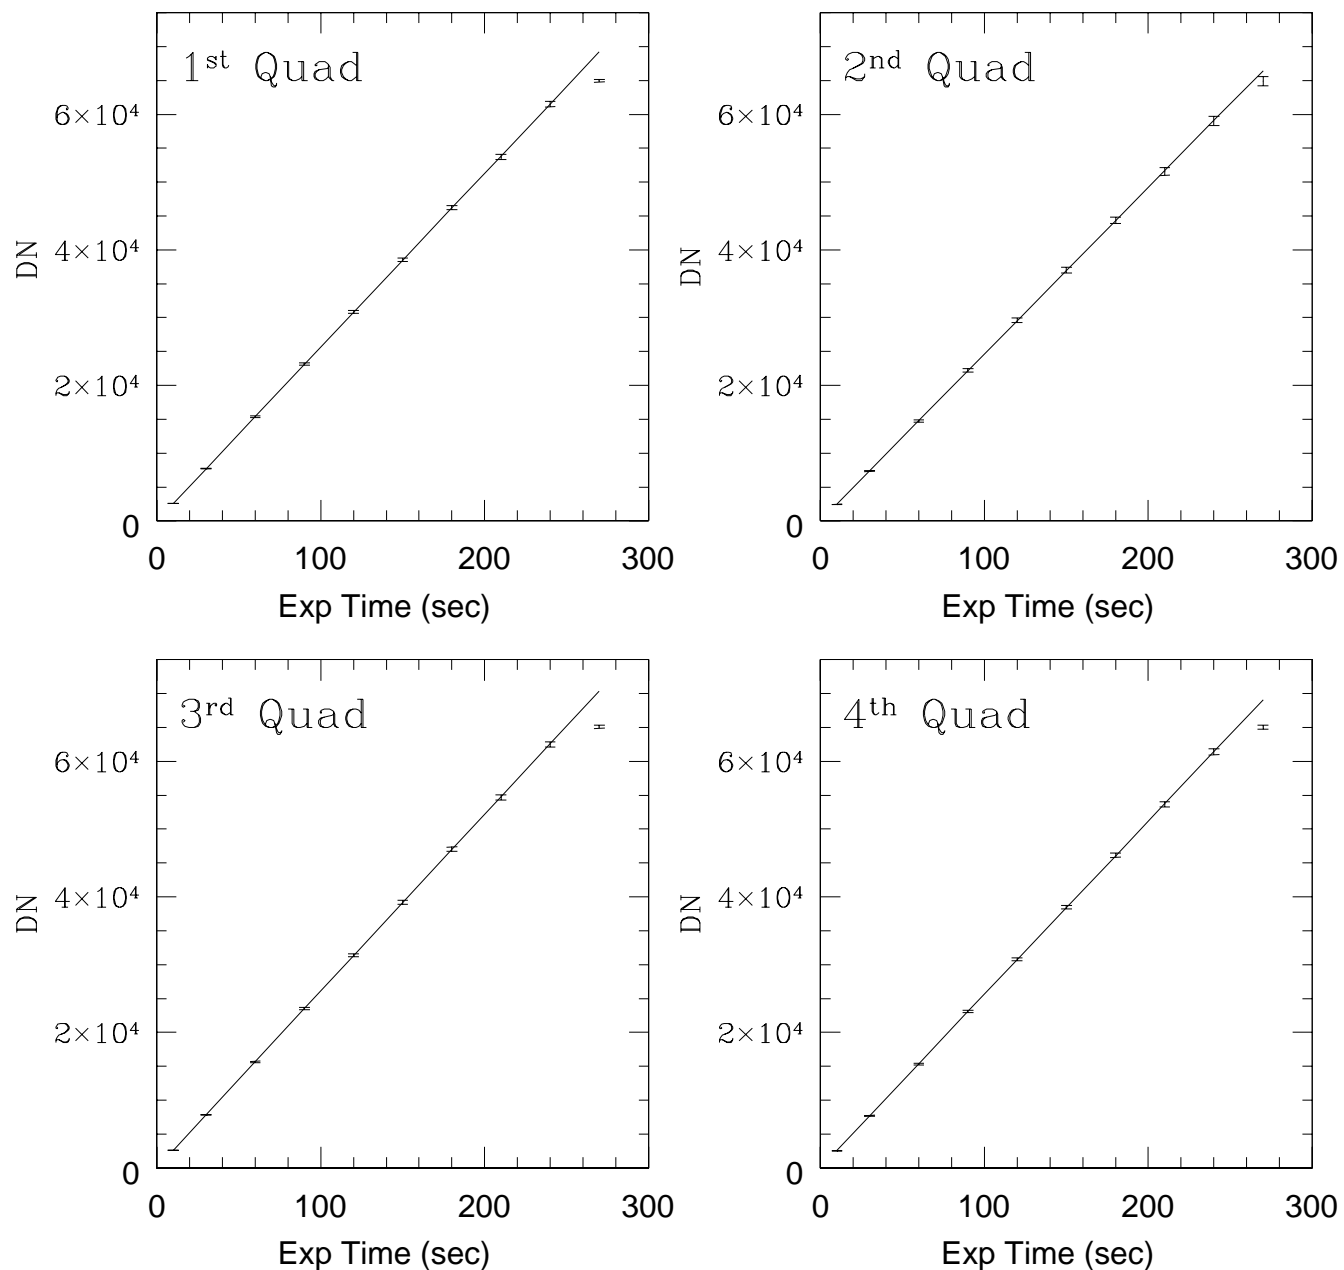 1ˢᵗ Quad
6×10⁴
4×10⁴
2×10⁴
0
DN
0 100 200 300
Exp Time (sec)
2ⁿᵈ Quad
6×10⁴
4×10⁴
2×10⁴
0
DN
0 100 200 300
Exp Time (sec)
3ʳᵈ Quad
6×10⁴
4×10⁴
2×10⁴
0
DN
0 100 200 300
Exp Time (sec)
4ᵗʰ Quad
6×10⁴
4×10⁴
2×10⁴
0
DN
0 100 200 300
Exp Time (sec)